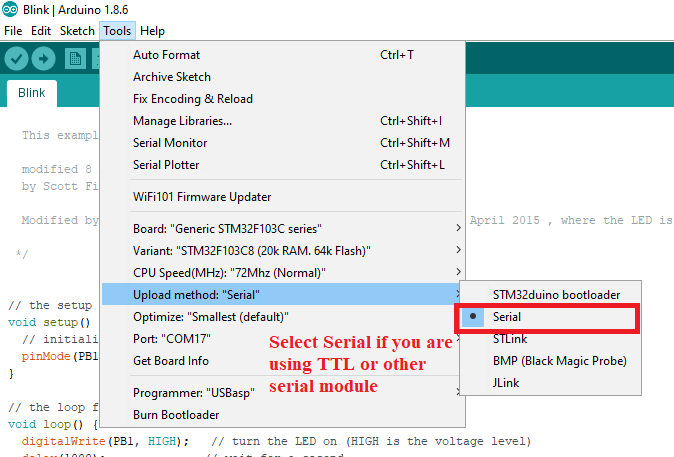 Blink | Arduino 1.8.6
File Edit Sketch Tools Help
Auto Format Ctrl+T
Archive Sketch
Fix Encoding & Reload
Manage Libraries... Ctrl+Shift+I
Serial Monitor Ctrl+Shift+M
Serial Plotter Ctrl+Shift+L
WiFi101 Firmware Updater
Board: "Generic STM32F103C series"
Variant: "STM32F103C8 (20k RAM. 64k Flash)"
CPU Speed(MHz): "72Mhz (Normal)"
Upload method: "Serial"
Optimize: "Smallest (default)"
Port: "COM17"
Get Board Info
Programmer: "USBasp"
Burn Bootloader
STM32duino bootloader
Serial
STLink
BMP (Black Magic Probe)
JLink
Select Serial if you are
using TTL or other
serial module
Blink
This exampl
modified 8
by Scott Fi
Modified by April 2015 , where the LED is
*/
// the setup
void setup()
// initiali
pinMode(PB1
}
// the loop f
void loop() {
digitalWrite(PB1, HIGH); // turn the LED on (HIGH is the voltage level)
delay(1000); // wait for a second